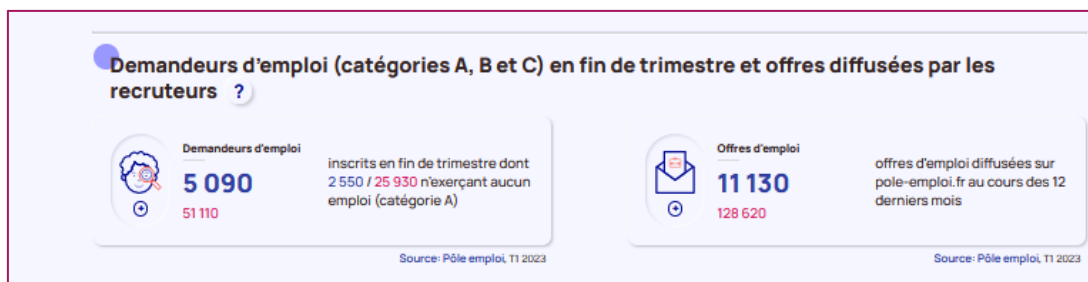 Demandeurs d'emploi (catégories A, B et C) en fin de trimestre et offres diffusées par les
recruteurs ?
Demandeurs d'emploi
5 090
51 110
inscrits en fin de trimestre dont
2 550 / 25 930 n'exerçant aucun
emploi (catégorie A)
Source: Pôle emploi, T1 2023
Offres d'emploi
11 130
128 620
offres d'emploi diffusées sur
pole-emploi.fr au cours des 12
derniers mois
Source: Pôle emploi, T1 2023